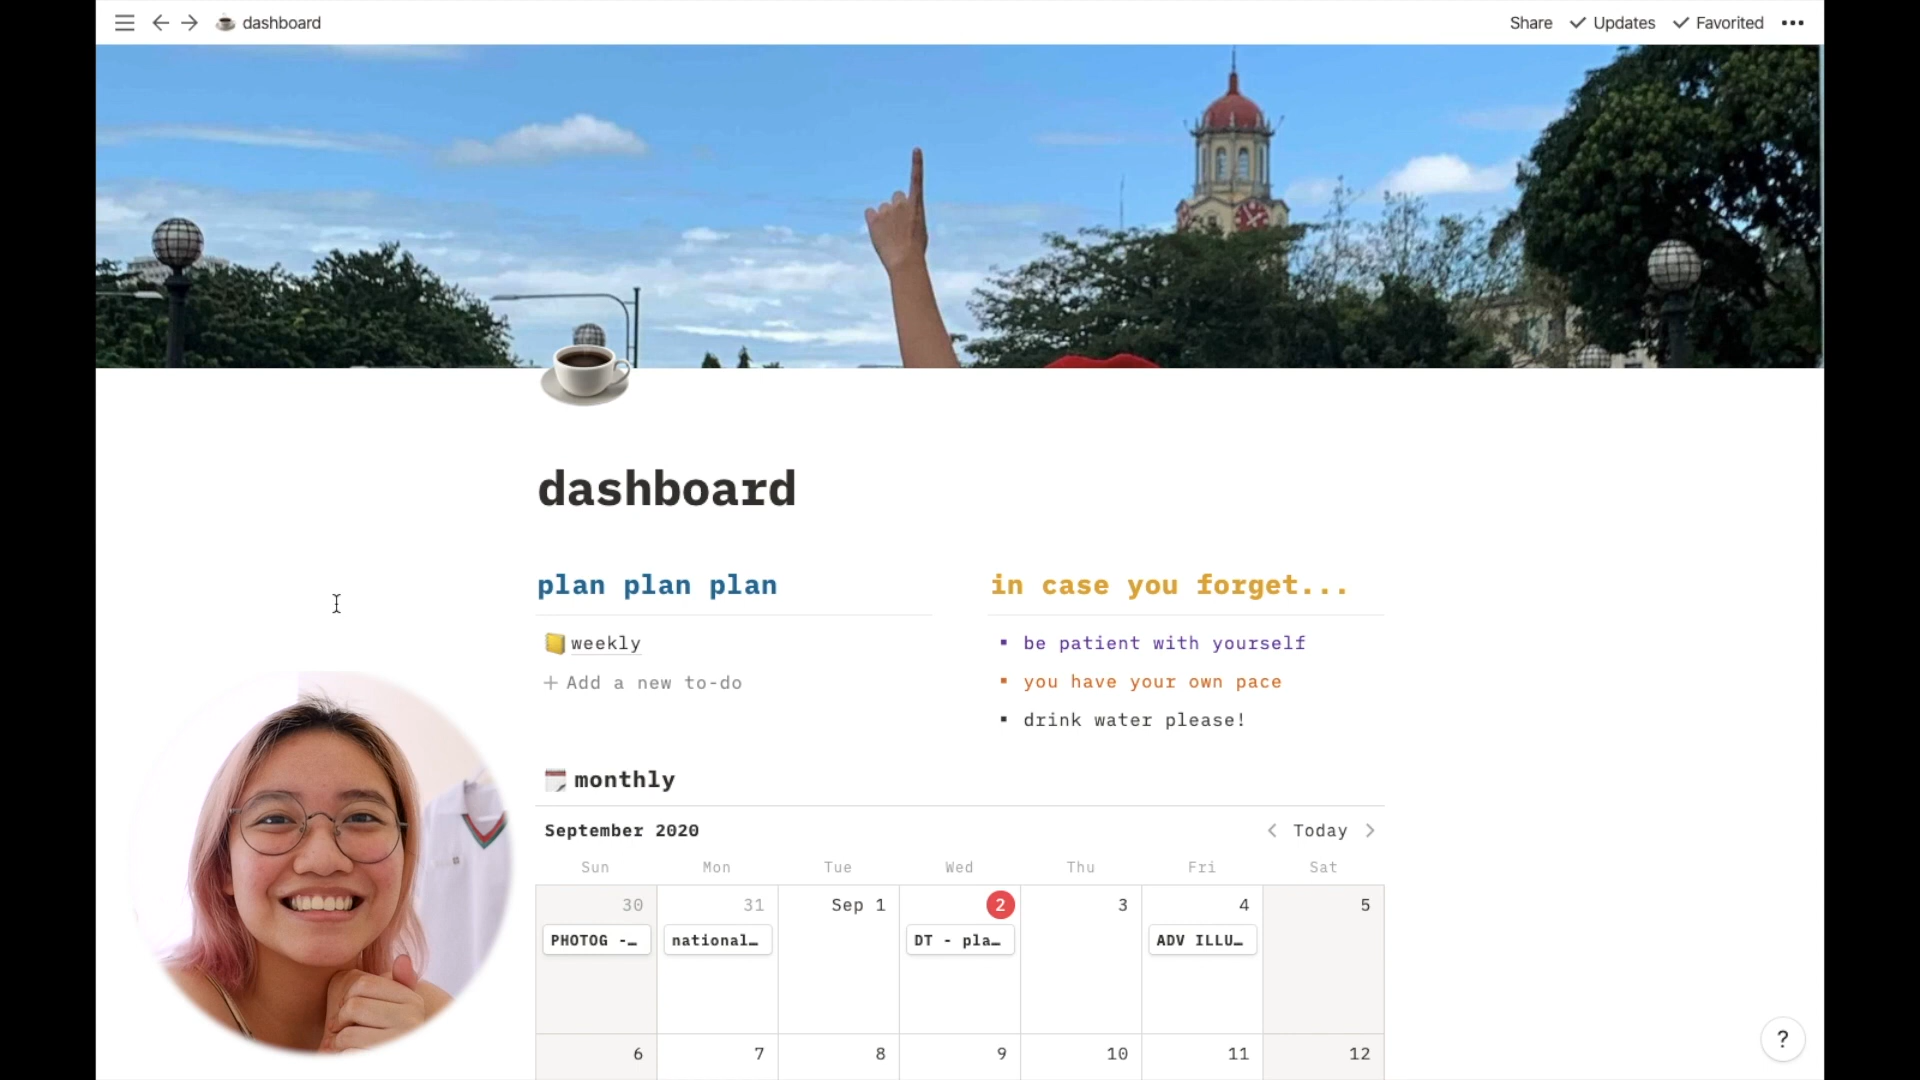 dashboard
Share ✓ Updates ✓ Favorited •••
dashboard
plan plan plan
weekly
+ Add a new to-do
in case you forget...
▪ be patient with yourself
▪ you have your own pace
▪ drink water please!
monthly
September 2020
< Today >
Sun Mon Tue Wed Thu Fri Sat
30 31 Sep 1 2 3 4 5
PHOTOG -… national… DT - pla… ADV ILLU…
6 7 8 9 10 11 12
?